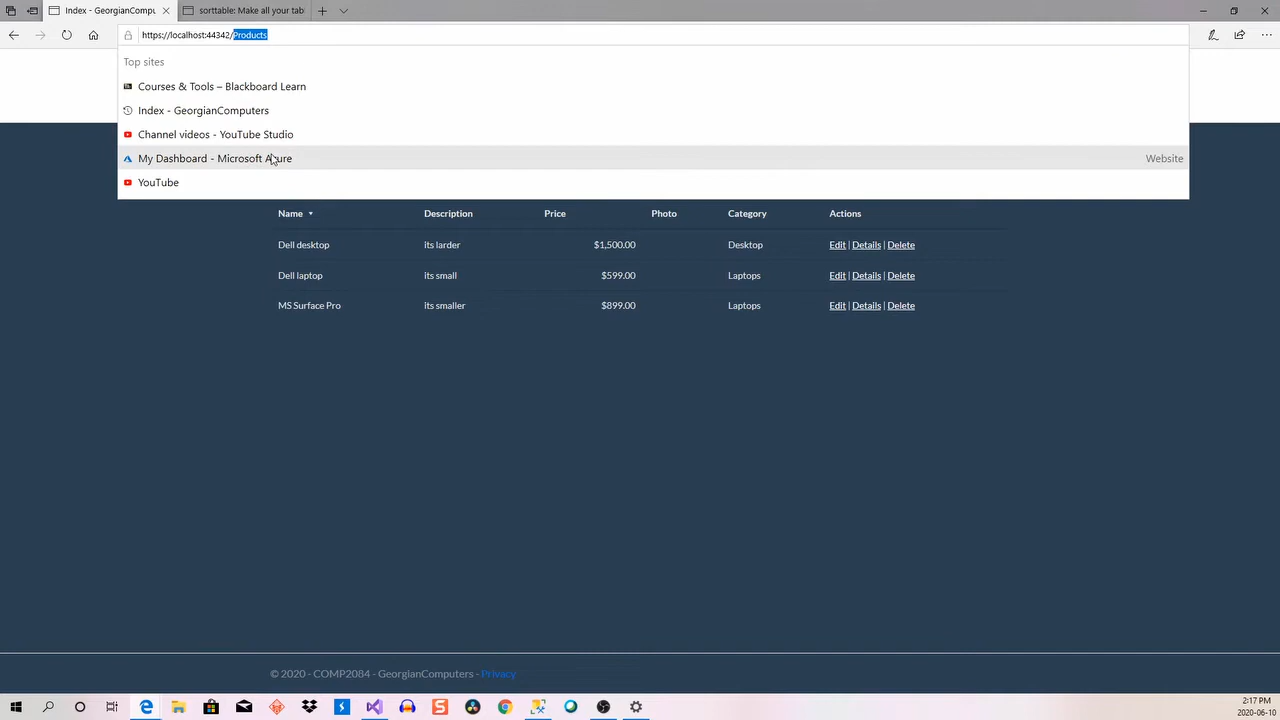 Index - GeorgianCompu
sorttable: Make all your tab
https://localhost:44342/Products
Top sites
Courses & Tools – Blackboard Learn
Index - GeorgianComputers
Channel videos - YouTube Studio
My Dashboard - Microsoft Azure
Website
YouTube
Name Description Price Photo Category Actions
Dell desktop its larder $1,500.00 Desktop Edit | Details | Delete
Dell laptop its small $599.00 Laptops Edit | Details | Delete
MS Surface Pro its smaller $899.00 Laptops Edit | Details | Delete
© 2020 - COMP2084 - GeorgianComputers - Privacy
2:17 PM
2020-06-10